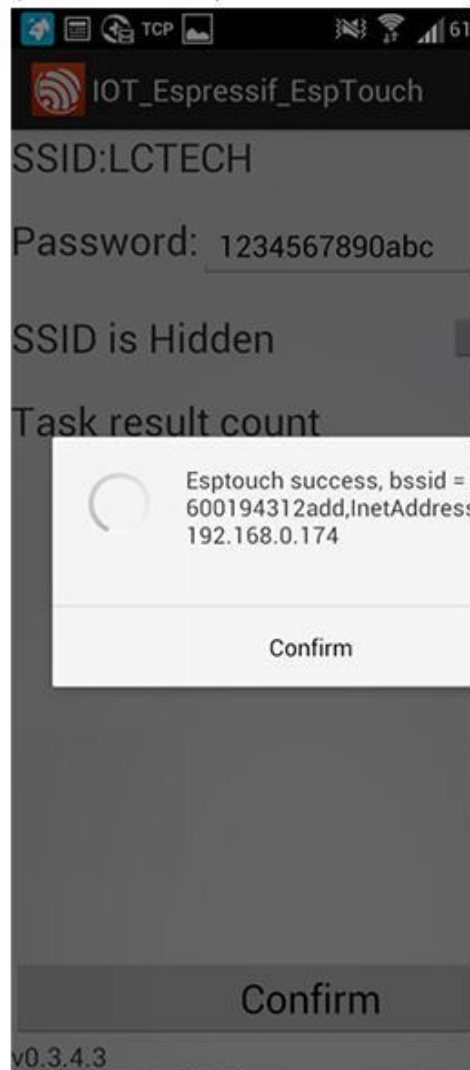 TCP 61
IOT_Espressif_EspTouch
SSID:LCTECH
Password: 1234567890abc
SSID is Hidden
Task result count
Esptouch success, bssid =
600194312add,InetAddress
192.168.0.174
Confirm
Confirm
v0.3.4.3